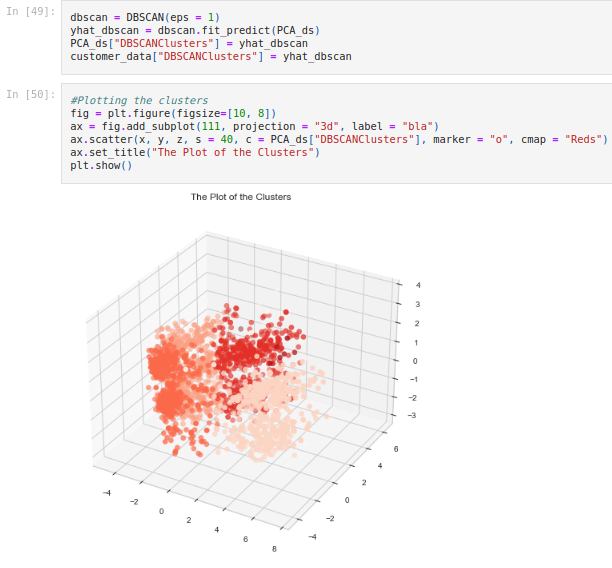 In [49]:
dbscan = DBSCAN(eps = 1)
yhat_dbscan = dbscan.fit_predict(PCA_ds)
PCA_ds["DBSCANClusters"] = yhat_dbscan
customer_data["DBSCANClusters"] = yhat_dbscan
In [50]:
#Plotting the clusters
fig = plt.figure(figsize=[10, 8])
ax = fig.add_subplot(111, projection = "3d", label = "bla")
ax.scatter(x, y, z, s = 40, c = PCA_ds["DBSCANClusters"], marker = "o", cmap = "Reds")
ax.set_title("The Plot of the Clusters")
plt.show()
The Plot of the Clusters
4
3
2
1
0
−1
−2
−3
6
4
2
0
−2
−4
−4
−2
0
2
4
6
8